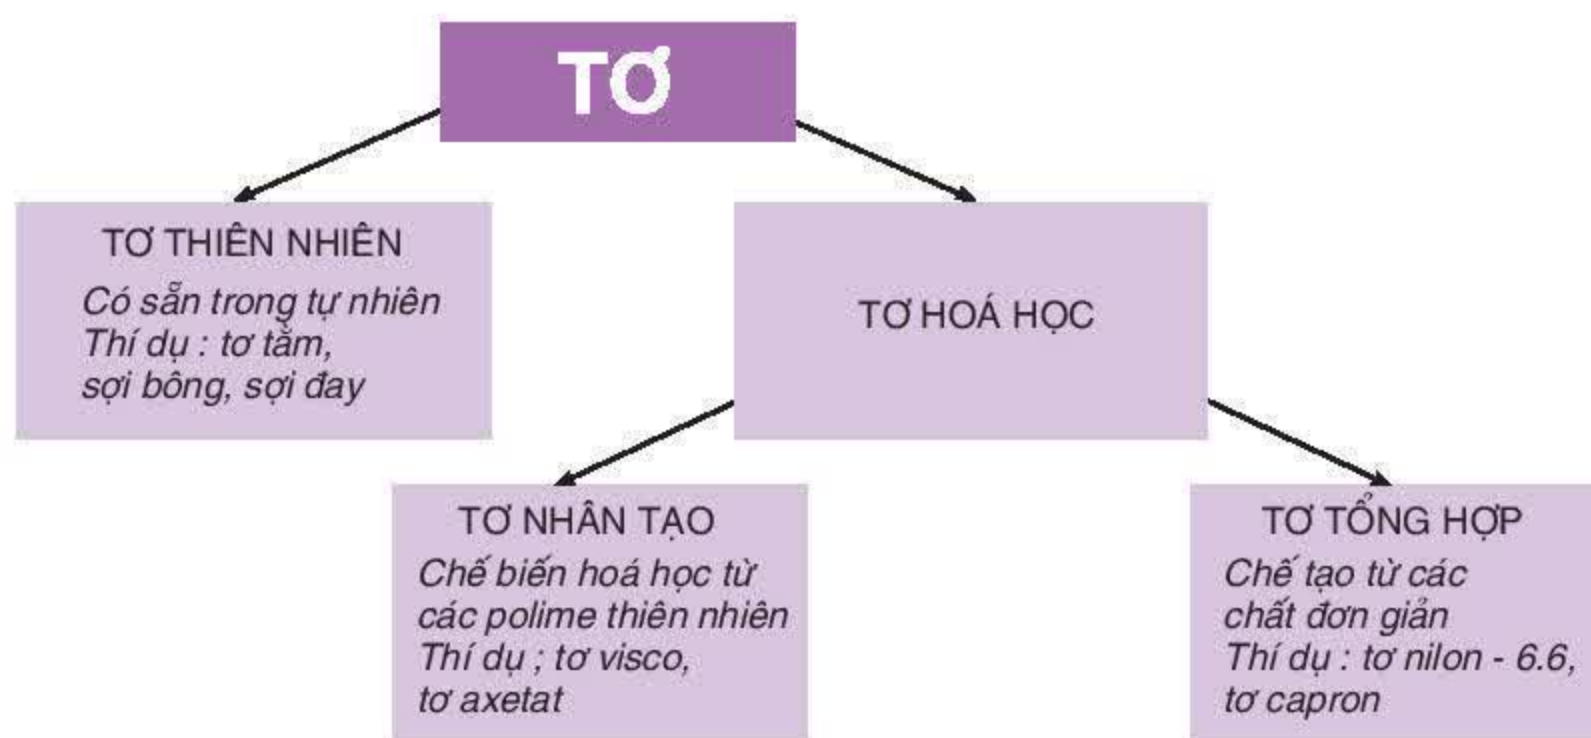 TƠ
TƠ THIÊN NHIÊN
Có sẵn trong tự nhiên
Thí dụ : tơ tằm,
sợi bông, sợi đay
TƠ HOÁ HỌC
TƠ NHÂN TẠO
Chế biến hoá học từ
các polime thiên nhiên
Thí dụ ; tơ visco,
tơ axetat
TƠ TỔNG HỢP
Chế tạo từ các
chất đơn giản
Thí dụ : tơ nilon - 6.6,
tơ capron